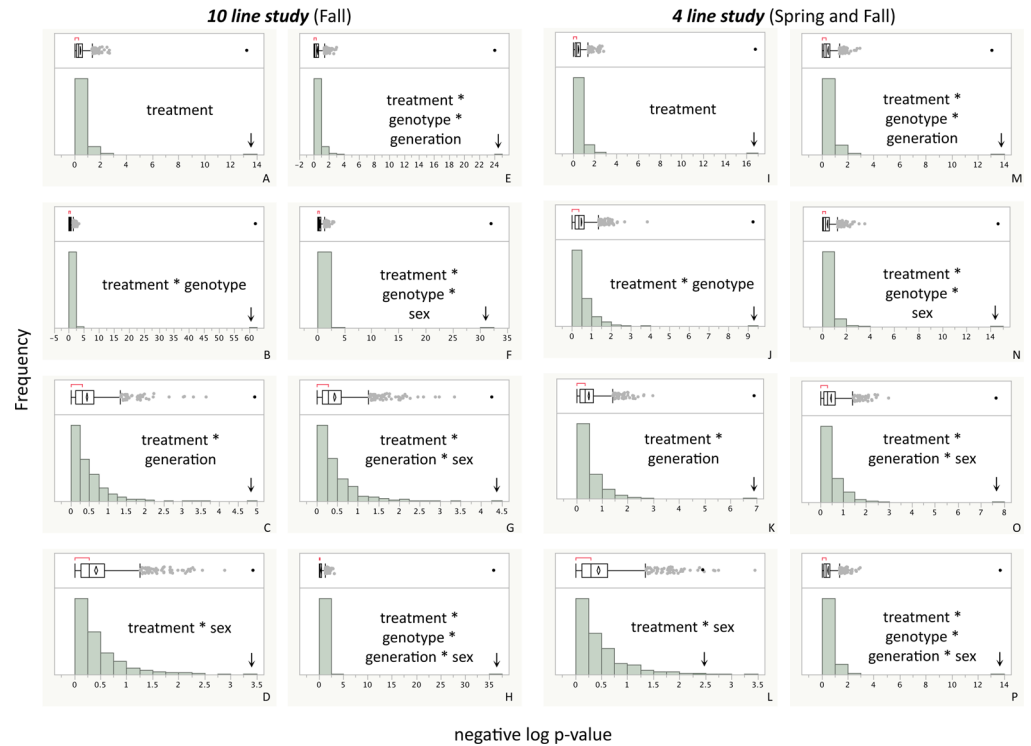 10 line study (Fall)
4 line study (Spring and Fall)
Frequency
treatment
0 2 4 6 8 10 12 14
A
treatment *
genotype *
generation
-2 0 2 4 6 8 10 12 14 16 18 20 22 24
E
treatment
0 2 4 6 8 10 12 14 16
I
treatment *
genotype *
generation
0 2 4 6 8 10 12 14
M
treatment * genotype
-5 0 5 10 15 20 25 30 35 40 45 50 55 60
B
treatment *
genotype *
sex
0 5 10 15 20 25 30 35
F
treatment * genotype
0 1 2 3 4 5 6 7 8 9
J
treatment *
genotype *
sex
0 2 4 6 8 10 12 14
N
treatment *
generation
0 0.5 1 1.5 2 2.5 3 3.5 4 4.5 5
C
treatment *
generation * sex
0 0.5 1 1.5 2 2.5 3 3.5 4 4.5
G
treatment *
generation
0 1 2 3 4 5 6 7
K
treatment *
generation * sex
0 1 2 3 4 5 6 7 8
O
treatment * sex
0 0.5 1 1.5 2 2.5 3 3.5
D
treatment *
genotype *
generation * sex
0 5 10 15 20 25 30 35
H
treatment * sex
0 0.5 1 1.5 2 2.5 3 3.5
L
treatment *
genotype *
generation * sex
0 2 4 6 8 10 12 14
P
negative log p-value